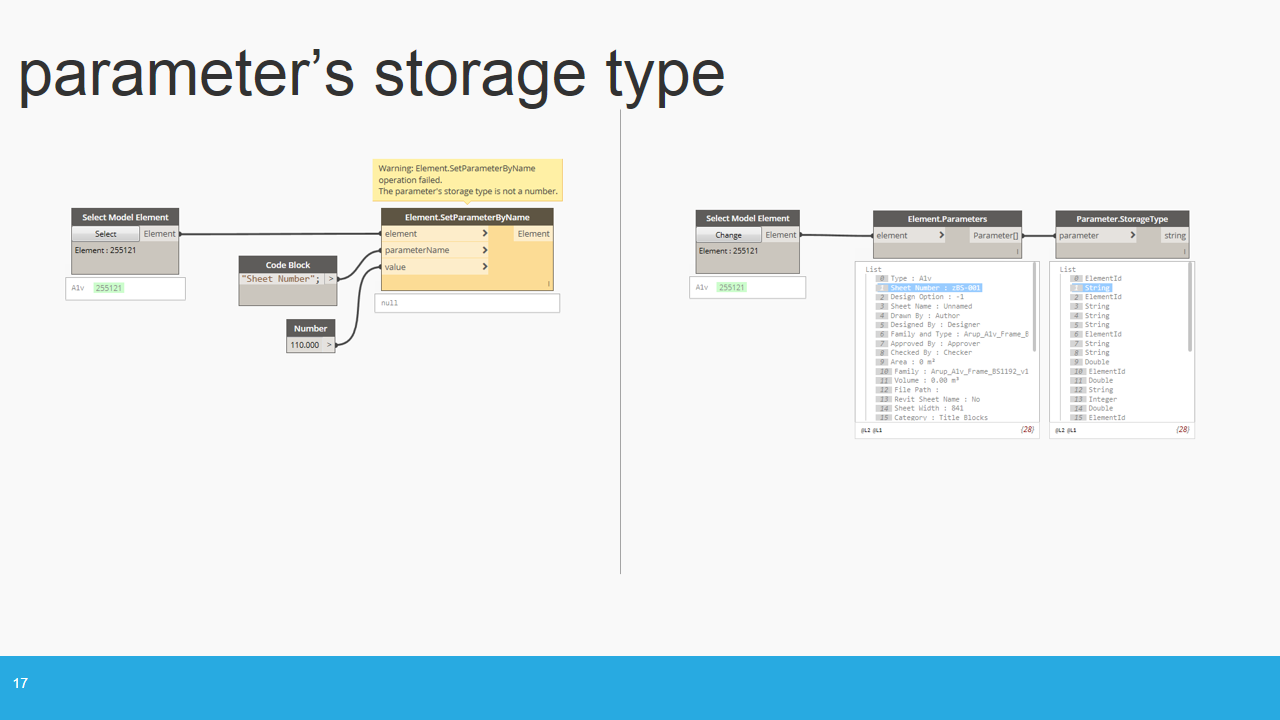 parameter's storage type
Warning: Element.SetParameterByName
operation failed.
The parameter's storage type is not a number.
Select Model Element
Select Element
Element : 255121
Alv 255121
Code Block
"Sheet Number"; >
Number
110.000 >
Element.SetParameterByName
element > Element
parameterName >
value >
null
Select Model Element
Change Element
Element : 255121
Alv 255121
Element.Parameters
element > Parameter[]
List
0 Type : Alv
1 Sheet Number : zBS-001
2 Design Option : -1
3 Sheet Name : Unnamed
4 Drawn By : Author
5 Designed By : Designer
6 Family and Type : Arup_Alv_Frame_B
7 Approved By : Approver
8 Checked By : Checker
9 Area : 0 m²
10 Family : Arup_Alv_Frame_BS1192_v1
11 Volume : 0.00 m³
12 File Path :
13 Revit Sheet Name : No
14 Sheet Width : 841
15 Category : Title Blocks
@L2 @L1 {28}
Parameter.StorageType
parameter > string
List
0 ElementId
1 String
2 ElementId
3 String
4 String
5 String
6 ElementId
7 String
8 String
9 Double
10 ElementId
11 Double
12 String
13 Integer
14 Double
15 ElementId
@L2 @L1 {28}
17